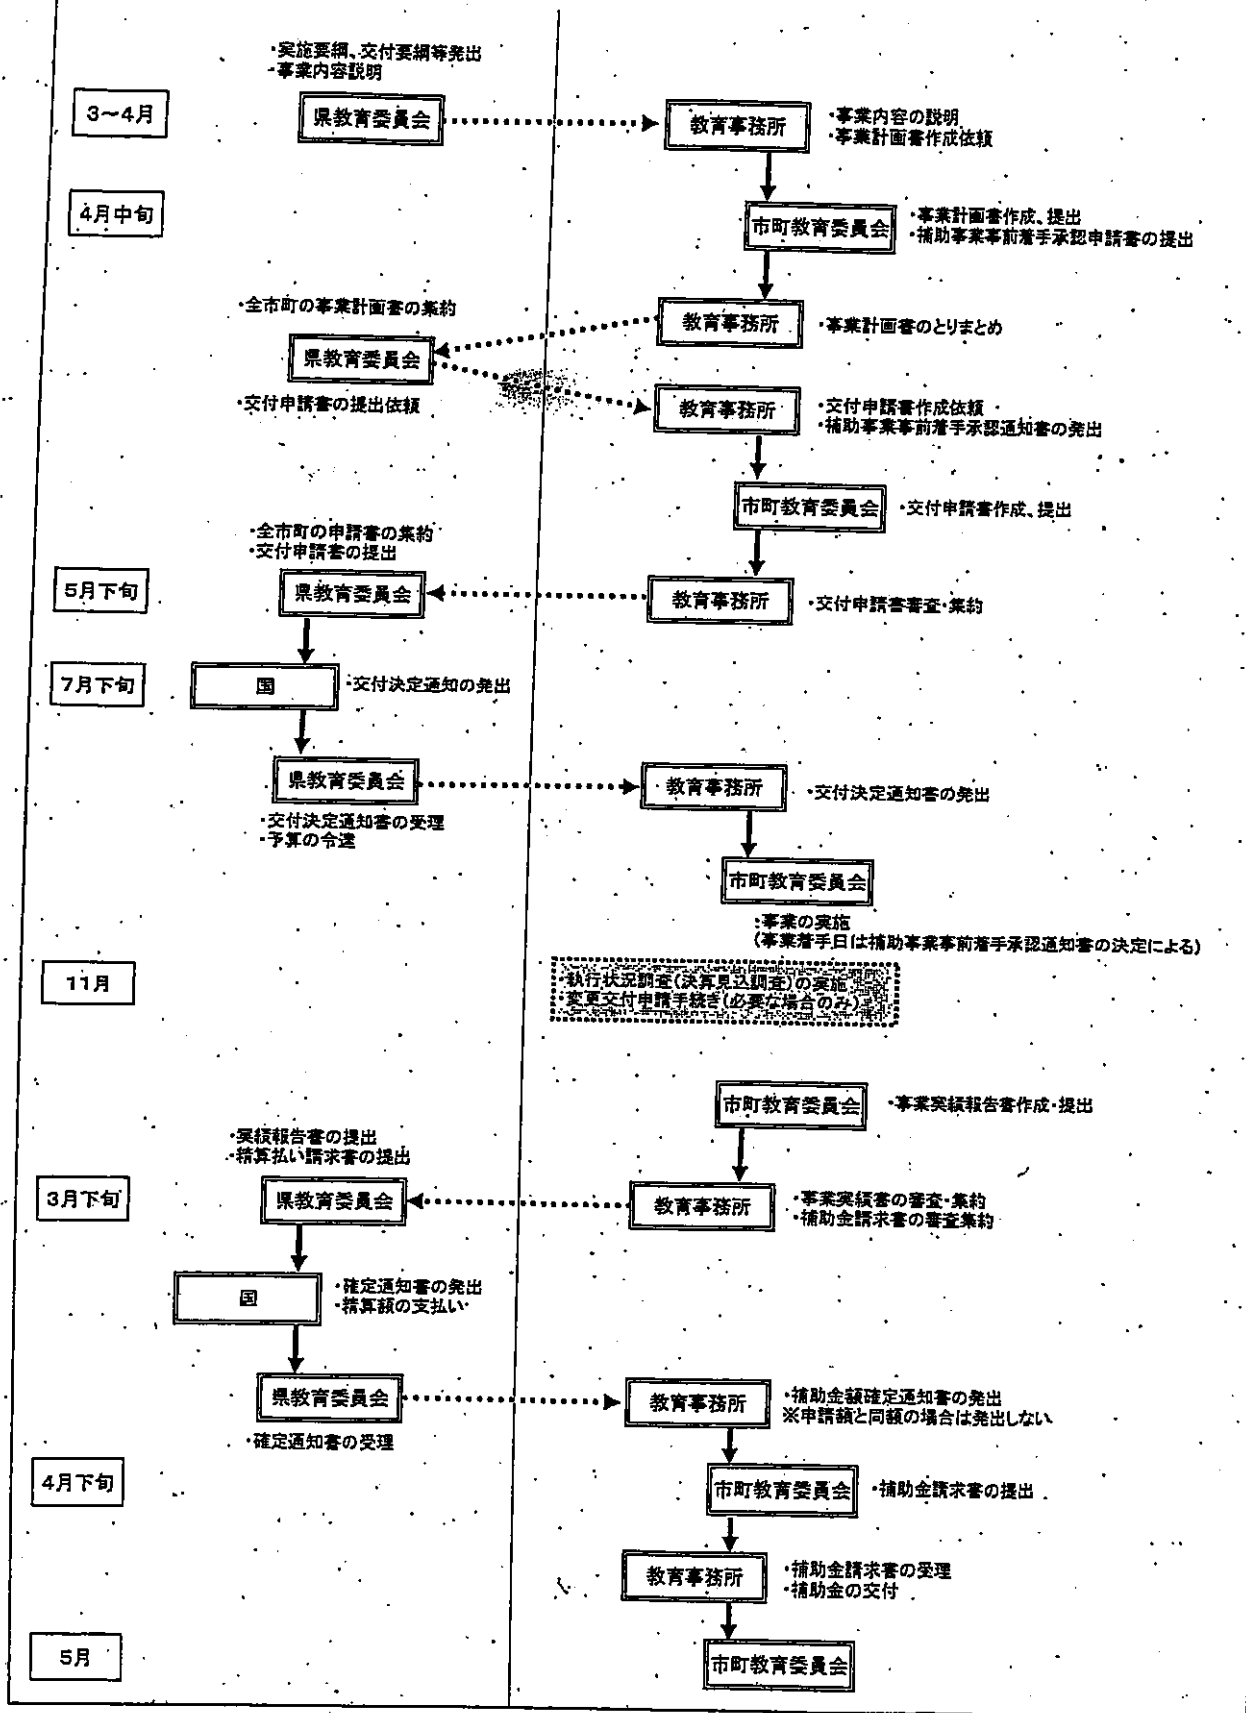 ・実施要綱、交付要綱等発出
・事業内容説明
3～4月
県教育委員会
教育事務所
・事業内容の説明
・事業計画書作成依頼
4月中旬
市町教育委員会
・事業計画書作成、提出
・補助事業事前着手承認申請書の提出
・全市町の事業計画書の集約
教育事務所
・事業計画書のとりまとめ
県教育委員会
・交付申請書の提出依頼
教育事務所
・交付申請書作成依頼
・補助事業事前着手承認通知書の発出
市町教育委員会
・交付申請書作成、提出
・全市町の申請書の集約
・交付申請書の提出
5月下旬
県教育委員会
教育事務所
・交付申請書審査・集約
7月下旬
国
・交付決定通知の発出
県教育委員会
教育事務所
・交付決定通知書の発出
・交付決定通知書の受理
・予算の令達
市町教育委員会
・事業の実施
(事業着手日は補助事業事前着手承認通知書の決定による)
11月
・執行状況調査(決算見込調査)の実施
・変更交付申請手続き(必要な場合のみ)
市町教育委員会
・事業実績報告書作成・提出
・実績報告書の提出
・精算払い請求書の提出
3月下旬
県教育委員会
教育事務所
・事業実績書の審査・集約
・補助金請求書の審査集約
国
・確定通知書の発出
・精算額の支払い
県教育委員会
教育事務所
・補助金額確定通知書の発出
※申請額と同額の場合は発出しない
・確定通知書の受理
4月下旬
市町教育委員会
・補助金請求書の提出
教育事務所
・補助金請求書の受理
・補助金の交付
5月
市町教育委員会